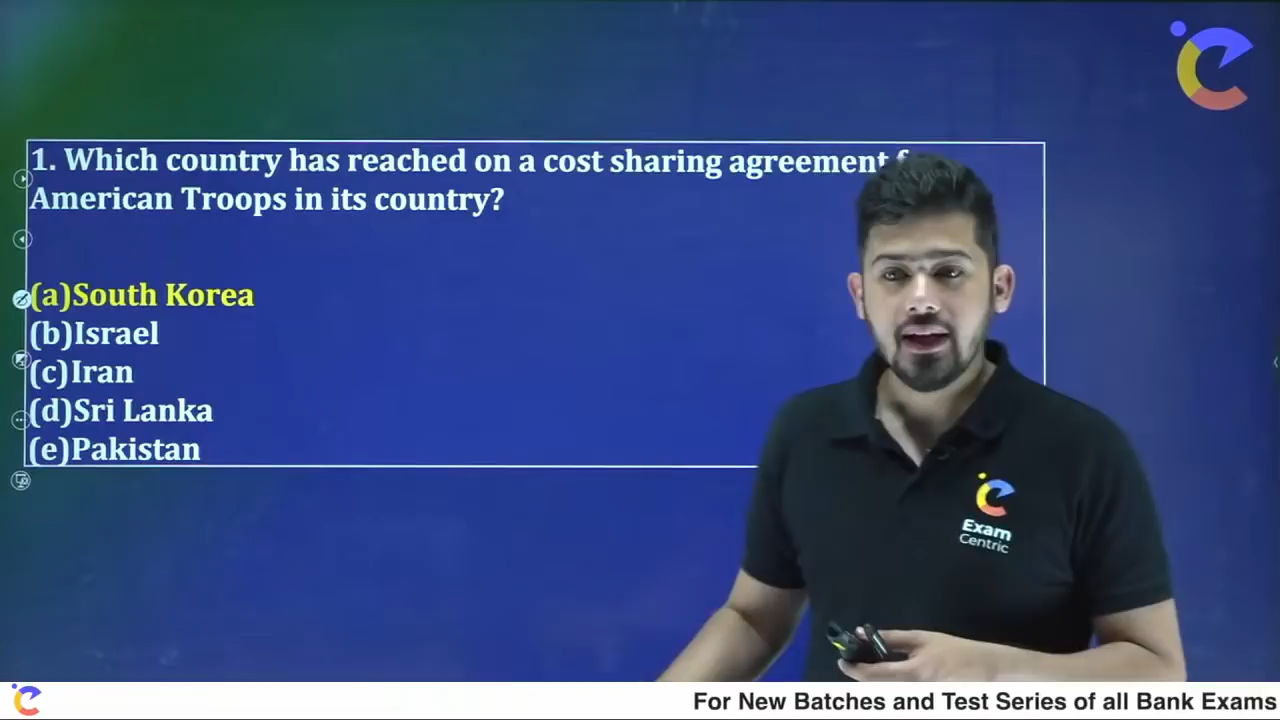 1. Which country has reached on a cost sharing agreement
American Troops in its country?
(a)South Korea
(b)Israel
(c)Iran
(d)Sri Lanka
(e)Pakistan
Exam
Centric
For New Batches and Test Series of all Bank Exams